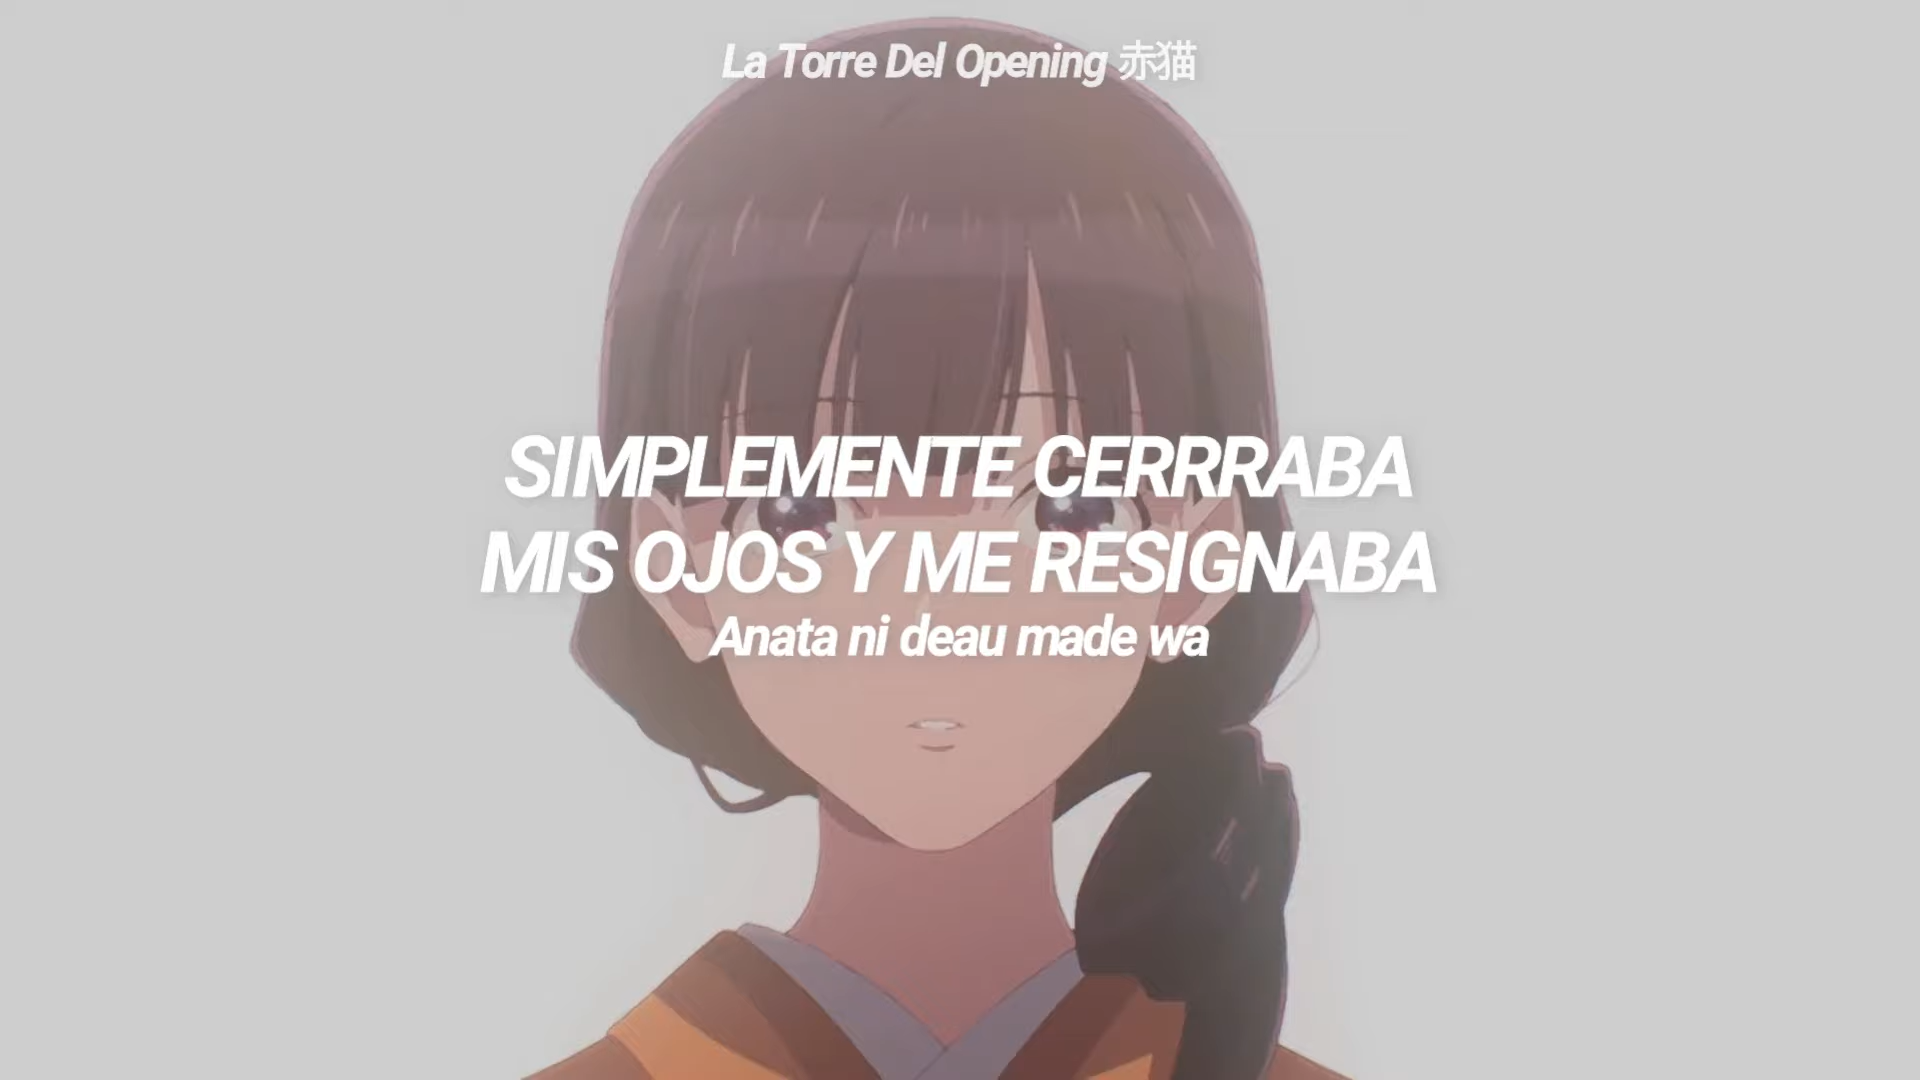 La Torre Del Opening 赤猫
SIMPLEMENTE CERRRABA
MIS OJOS Y ME RESIGNABA
Anata ni deau made wa